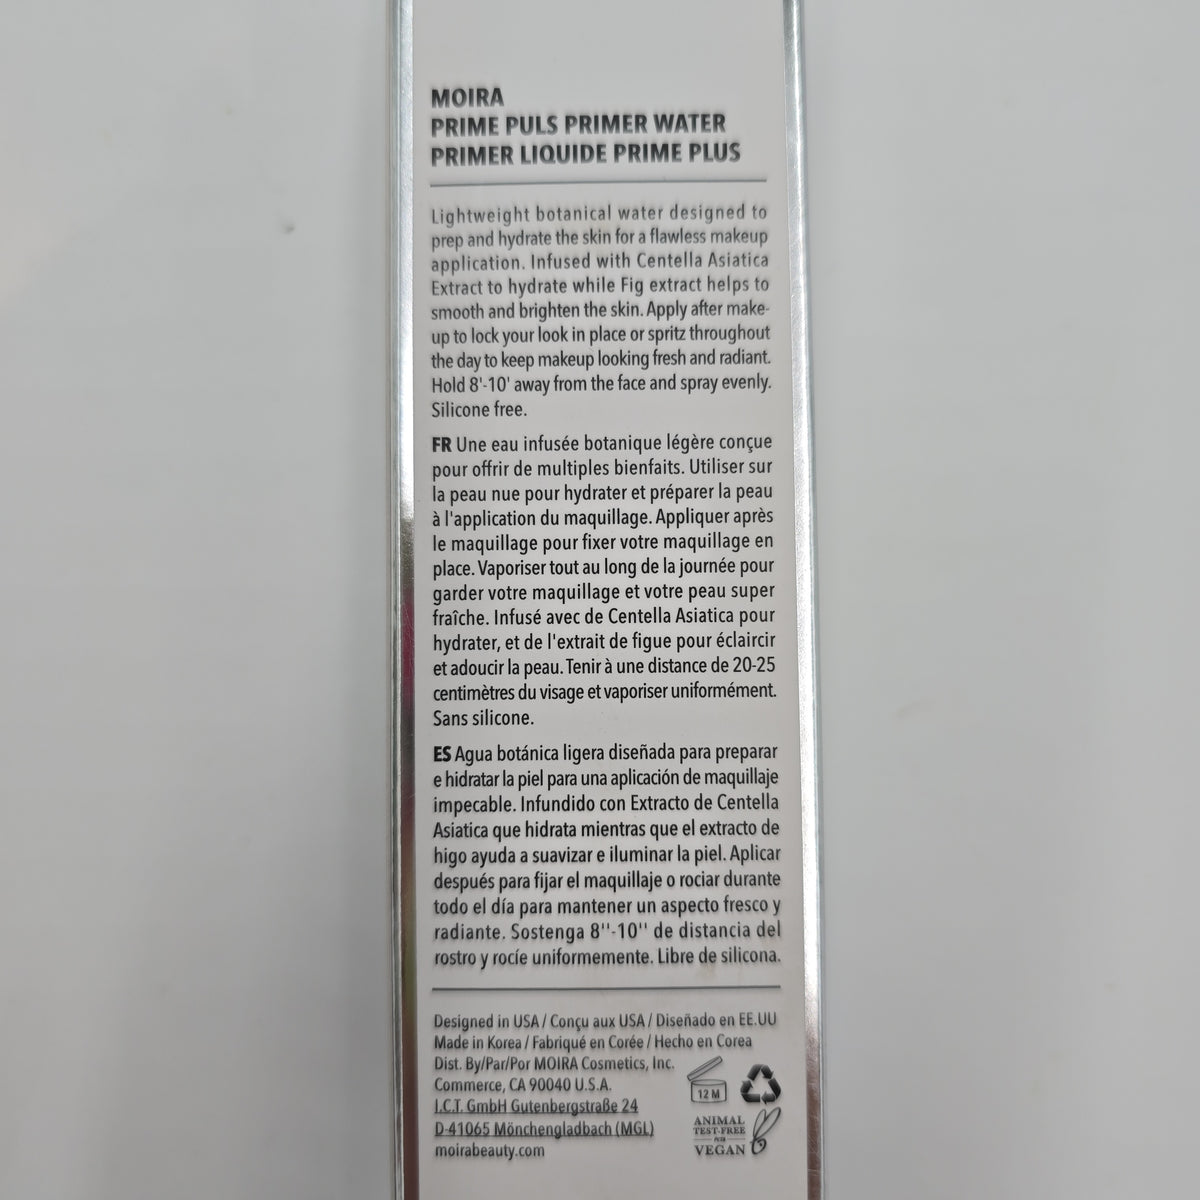 MOIRA
PRIME PULS PRIMER WATER
PRIMER LIQUIDE PRIME PLUS
Lightweight botanical water designed to
prep and hydrate the skin for a flawless makeup
application. Infused with Centella Asiatica
Extract to hydrate while Fig extract helps to
smooth and brighten the skin. Apply after make-
up to lock your look in place or spritz throughout
the day to keep makeup looking fresh and radiant.
Hold 8'-10' away from the face and spray evenly.
Silicone free.
FR Une eau infusée botanique légère conçue
pour offrir de multiples bienfaits. Utiliser sur
la peau nue pour hydrater et préparer la peau
à l'application du maquillage. Appliquer après
le maquillage pour fixer votre maquillage en
place. Vaporiser tout au long de la journée pour
garder votre maquillage et votre peau super
fraîche. Infusé avec de Centella Asiatica pour
hydrater, et de l'extrait de figue pour éclaircir
et adoucir la peau. Tenir à une distance de 20-25
centimètres du visage et vaporiser uniformément.
Sans silicone.
ES Agua botánica ligera diseñada para preparar
e hidratar la piel para una aplicación de maquillaje
impecable. Infundido con Extracto de Centella
Asiatica que hidrata mientras que el extracto de
higo ayuda a suavizar e iluminar la piel. Aplicar
después para fijar el maquillaje o rociar durante
todo el día para mantener un aspecto fresco y
radiante. Sostenga 8''-10'' de distancia del
rostro y rocíe uniformemente. Libre de silicona.
Designed in USA / Conçu aux USA / Diseñado en EE.UU
Made in Korea / Fabriqué en Corée / Hecho en Corea
Dist. By/Par/Por MOIRA Cosmetics, Inc.
Commerce, CA 90040 U.S.A.
I.C.T. GmbH Gutenbergstraße 24
D-41065 Mönchengladbach (MGL)
moirabeauty.com
12 M
ANIMAL
TEST-FREE
VEGAN